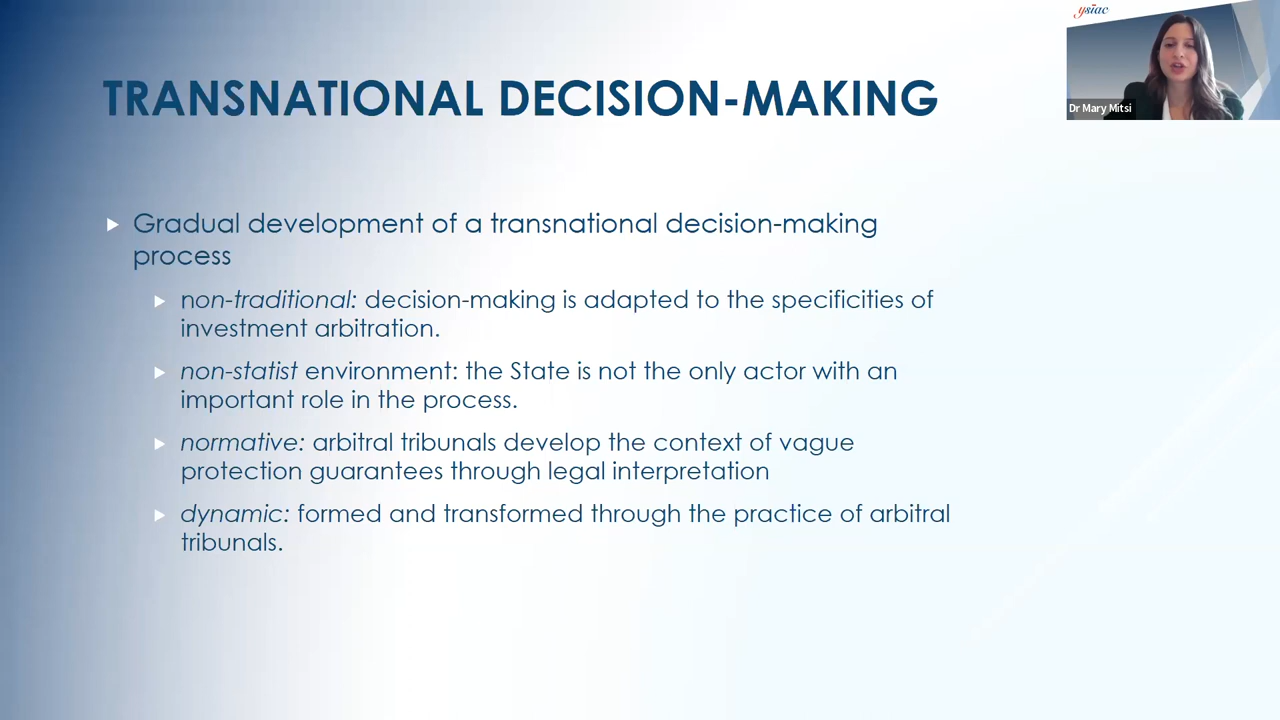 ysiac
Dr Mary Mitsi
TRANSNATIONAL DECISION-MAKING
Gradual development of a transnational decision-making
process
non-traditional: decision-making is adapted to the specificities of
investment arbitration.
non-statist environment: the State is not the only actor with an
important role in the process.
normative: arbitral tribunals develop the context of vague
protection guarantees through legal interpretation
dynamic: formed and transformed through the practice of arbitral
tribunals.